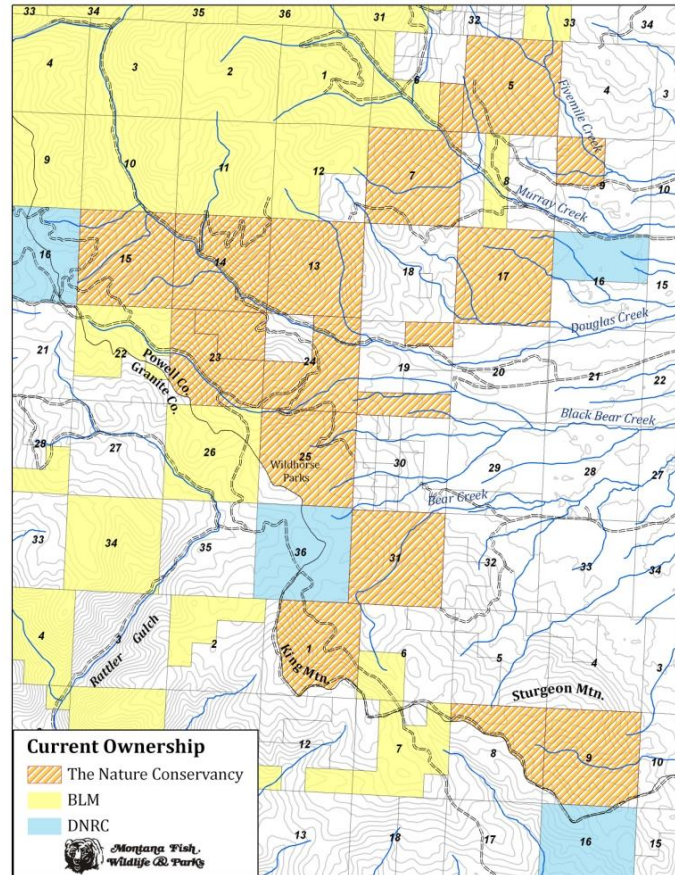 33 34 35 36 31 32 33 34
4 3 2 1 6 5 4 3
Fivemile Creek
9 10 11 12 7 8 9 10
Murray Creek
16 15 14 13 18 17 16 15
Douglas Creek
21 22 23 24 19 20 21 22
Powell Co.
Granite Co.
Black Bear Creek
28 27 26 25 30 29 28 27
Wildhorse
Parks
Bear Creek
33 34 35 36 31 32 33 34
4 3 2 1 6 5 4 3
Rattler Gulch
King Mtn.
Sturgeon Mtn.
12 7 8 9 10
13 18 17 16 15
Current Ownership
The Nature Conservancy
BLM
DNRC
Montana Fish,
Wildlife & Parks